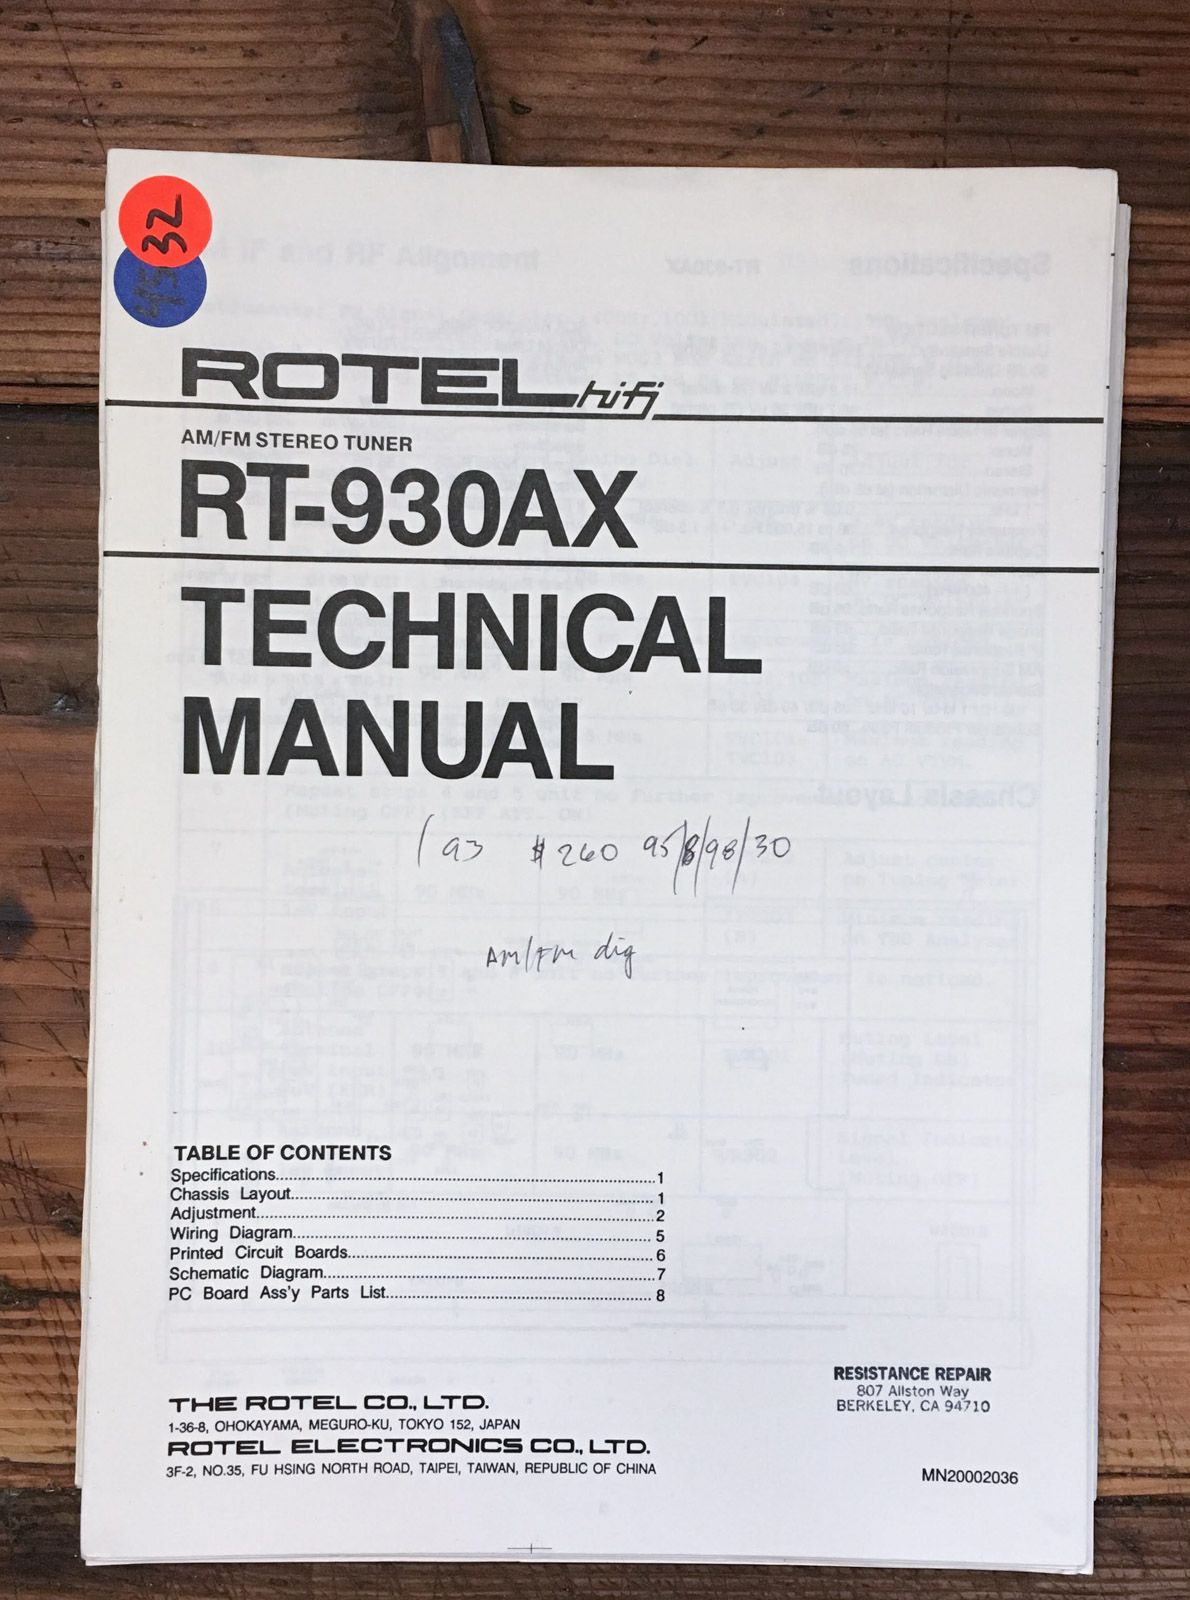 32
ROTEL hifi
AM/FM STEREO TUNER
RT-930AX
TECHNICAL
MANUAL
93 $260 95/8/98/30
AM/FM dig
TABLE OF CONTENTS
Specifications 1
Chassis Layout 1
Adjustment 2
Wiring Diagram 5
Printed Circuit Boards 6
Schematic Diagram 7
PC Board Ass'y Parts List 8
THE ROTEL CO., LTD.
1-36-8, OHOKAYAMA, MEGURO-KU, TOKYO 152, JAPAN
ROTEL ELECTRONICS CO., LTD.
3F-2, NO.35, FU HSING NORTH ROAD, TAIPEI, TAIWAN, REPUBLIC OF CHINA
RESISTANCE REPAIR
807 Allston Way
BERKELEY, CA 94710
MN20002036